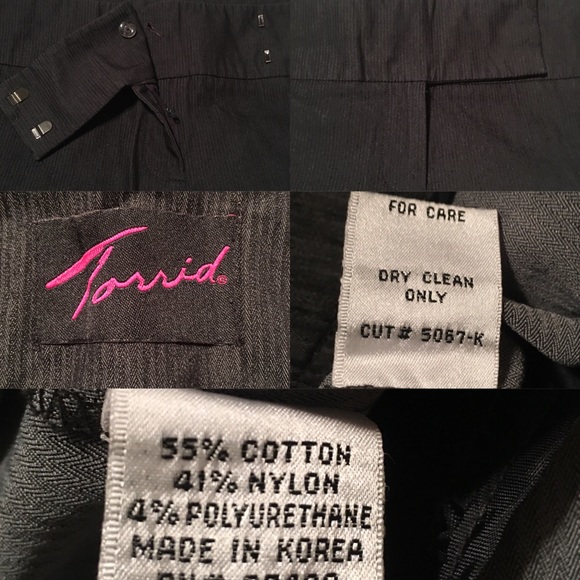 Torrid®
FOR CARE
DRY CLEAN
ONLY
CUT# 5067-K
55% COTTON
41% NYLON
4% POLYURETHANE
MADE IN KOREA